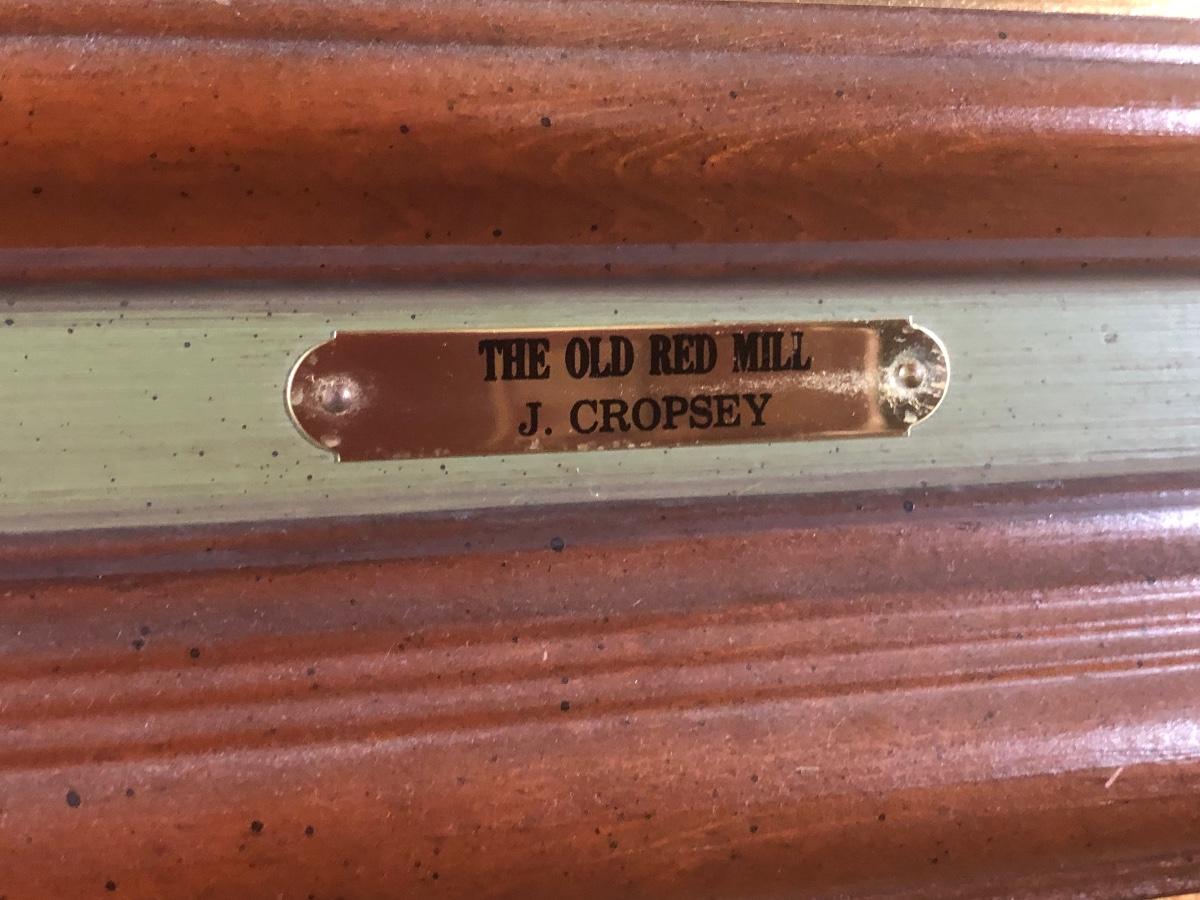 THE OLD RED MILL
J. CROPSEY